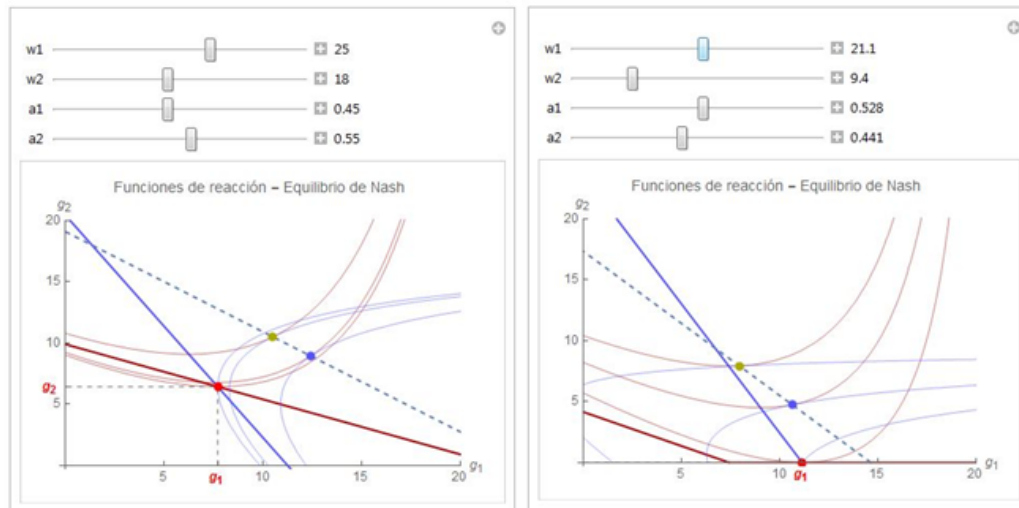 w1 25
w2 18
a1 0.45
a2 0.55
Funciones de reacción – Equilibrio de Nash
g2
20
15
10
g2
5
5
g1
10
15
20
g1
w1 21.1
w2 9.4
a1 0.528
a2 0.441
Funciones de reacción – Equilibrio de Nash
g2
20
15
10
5
5
10
g1
15
20
g1